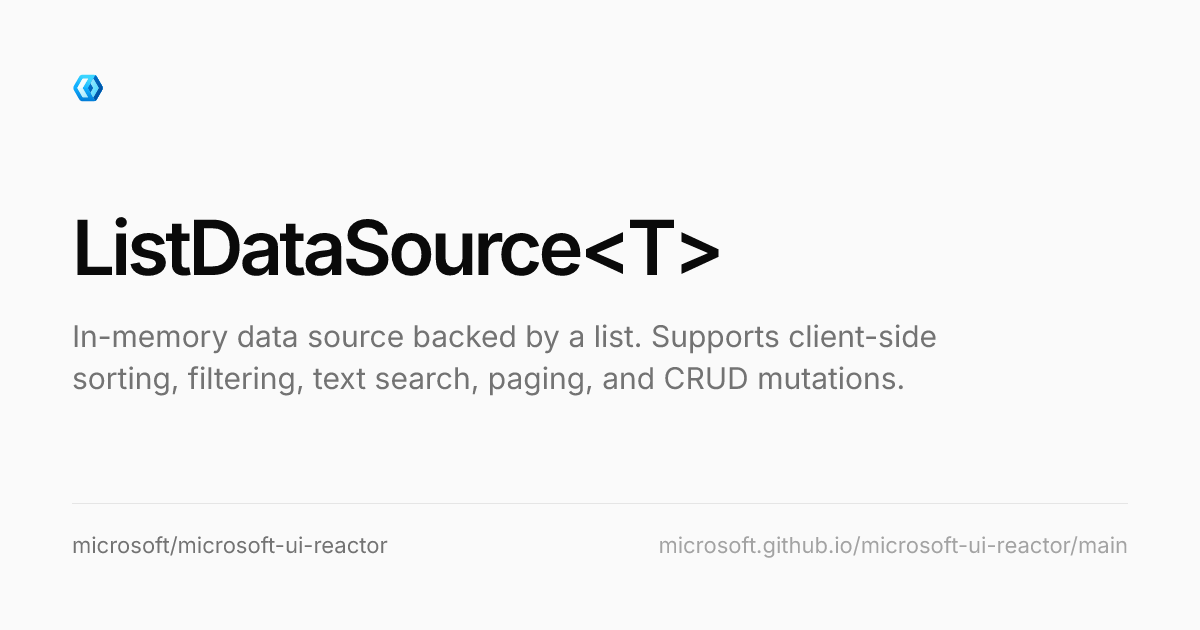 ListDataSource<T>
In-memory data source backed by a list. Supports client-side
sorting, filtering, text search, paging, and CRUD mutations.
microsoft/microsoft-ui-reactor
microsoft.github.io/microsoft-ui-reactor/main